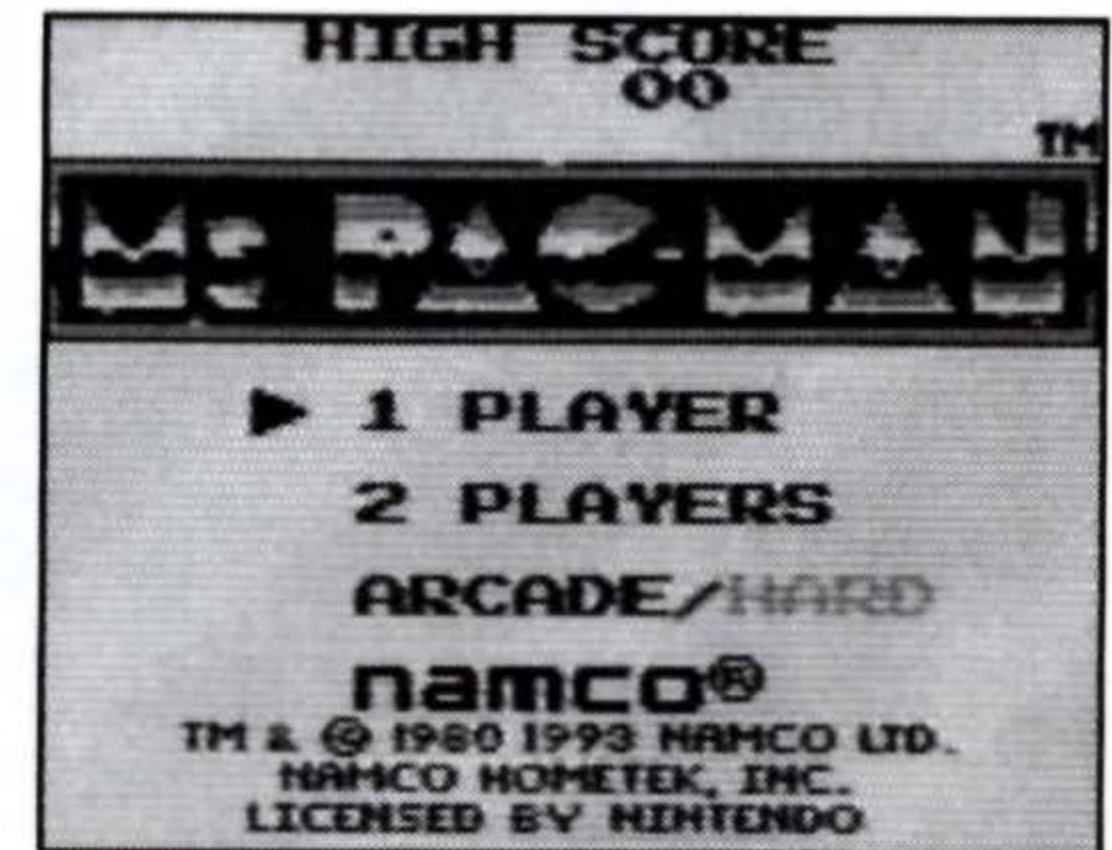 HIGH SCORE
00
TM
MS PAC-MAN
1 PLAYER
2 PLAYERS
ARCADE/HARD
namco®
TM & © 1980 1993 NAMCO LTD.
NAMCO HOMETEK, INC.
LICENSED BY NINTENDO